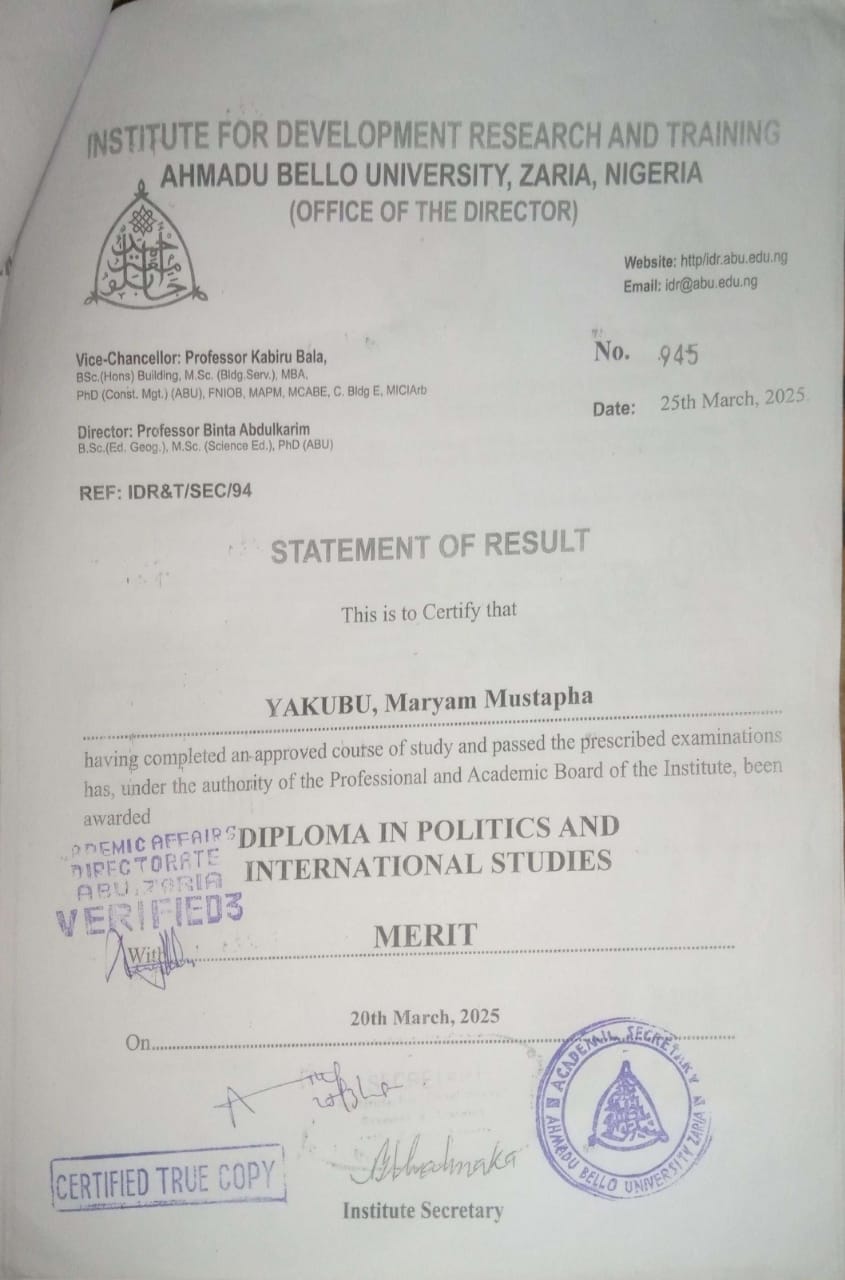 INSTITUTE FOR DEVELOPMENT RESEARCH AND TRAINING
AHMADU BELLO UNIVERSITY, ZARIA, NIGERIA
(OFFICE OF THE DIRECTOR)
Website: http/idr.abu.edu.ng
Email: idr@abu.edu.ng
Vice-Chancellor: Professor Kabiru Bala,
BSc.(Hons) Building, M.Sc. (Bldg.Serv.), MBA,
PhD (Const. Mgt.) (ABU), FNIOB, MAPM, MCABE, C. Bldg E, MICIArb
No. 945
Date: 25th March, 2025
Director: Professor Binta Abdulkarim
B.Sc.(Ed. Geog.), M.Sc. (Science Ed.), PhD (ABU)
REF: IDR&T/SEC/94
STATEMENT OF RESULT
This is to Certify that
YAKUBU, Maryam Mustapha
having completed an approved course of study and passed the prescribed examinations
has, under the authority of the Professional and Academic Board of the Institute, been
awarded
DIPLOMA IN POLITICS AND
INTERNATIONAL STUDIES
AFFAIRS
DIRECTORATE
ABU, ZARIA
VERIFIED3
With MERIT
20th March, 2025
On
ACADEMIC SECRETARY
AHMADU BELLO UNIVERSITY ZARIA
CERTIFIED TRUE COPY
Institute Secretary